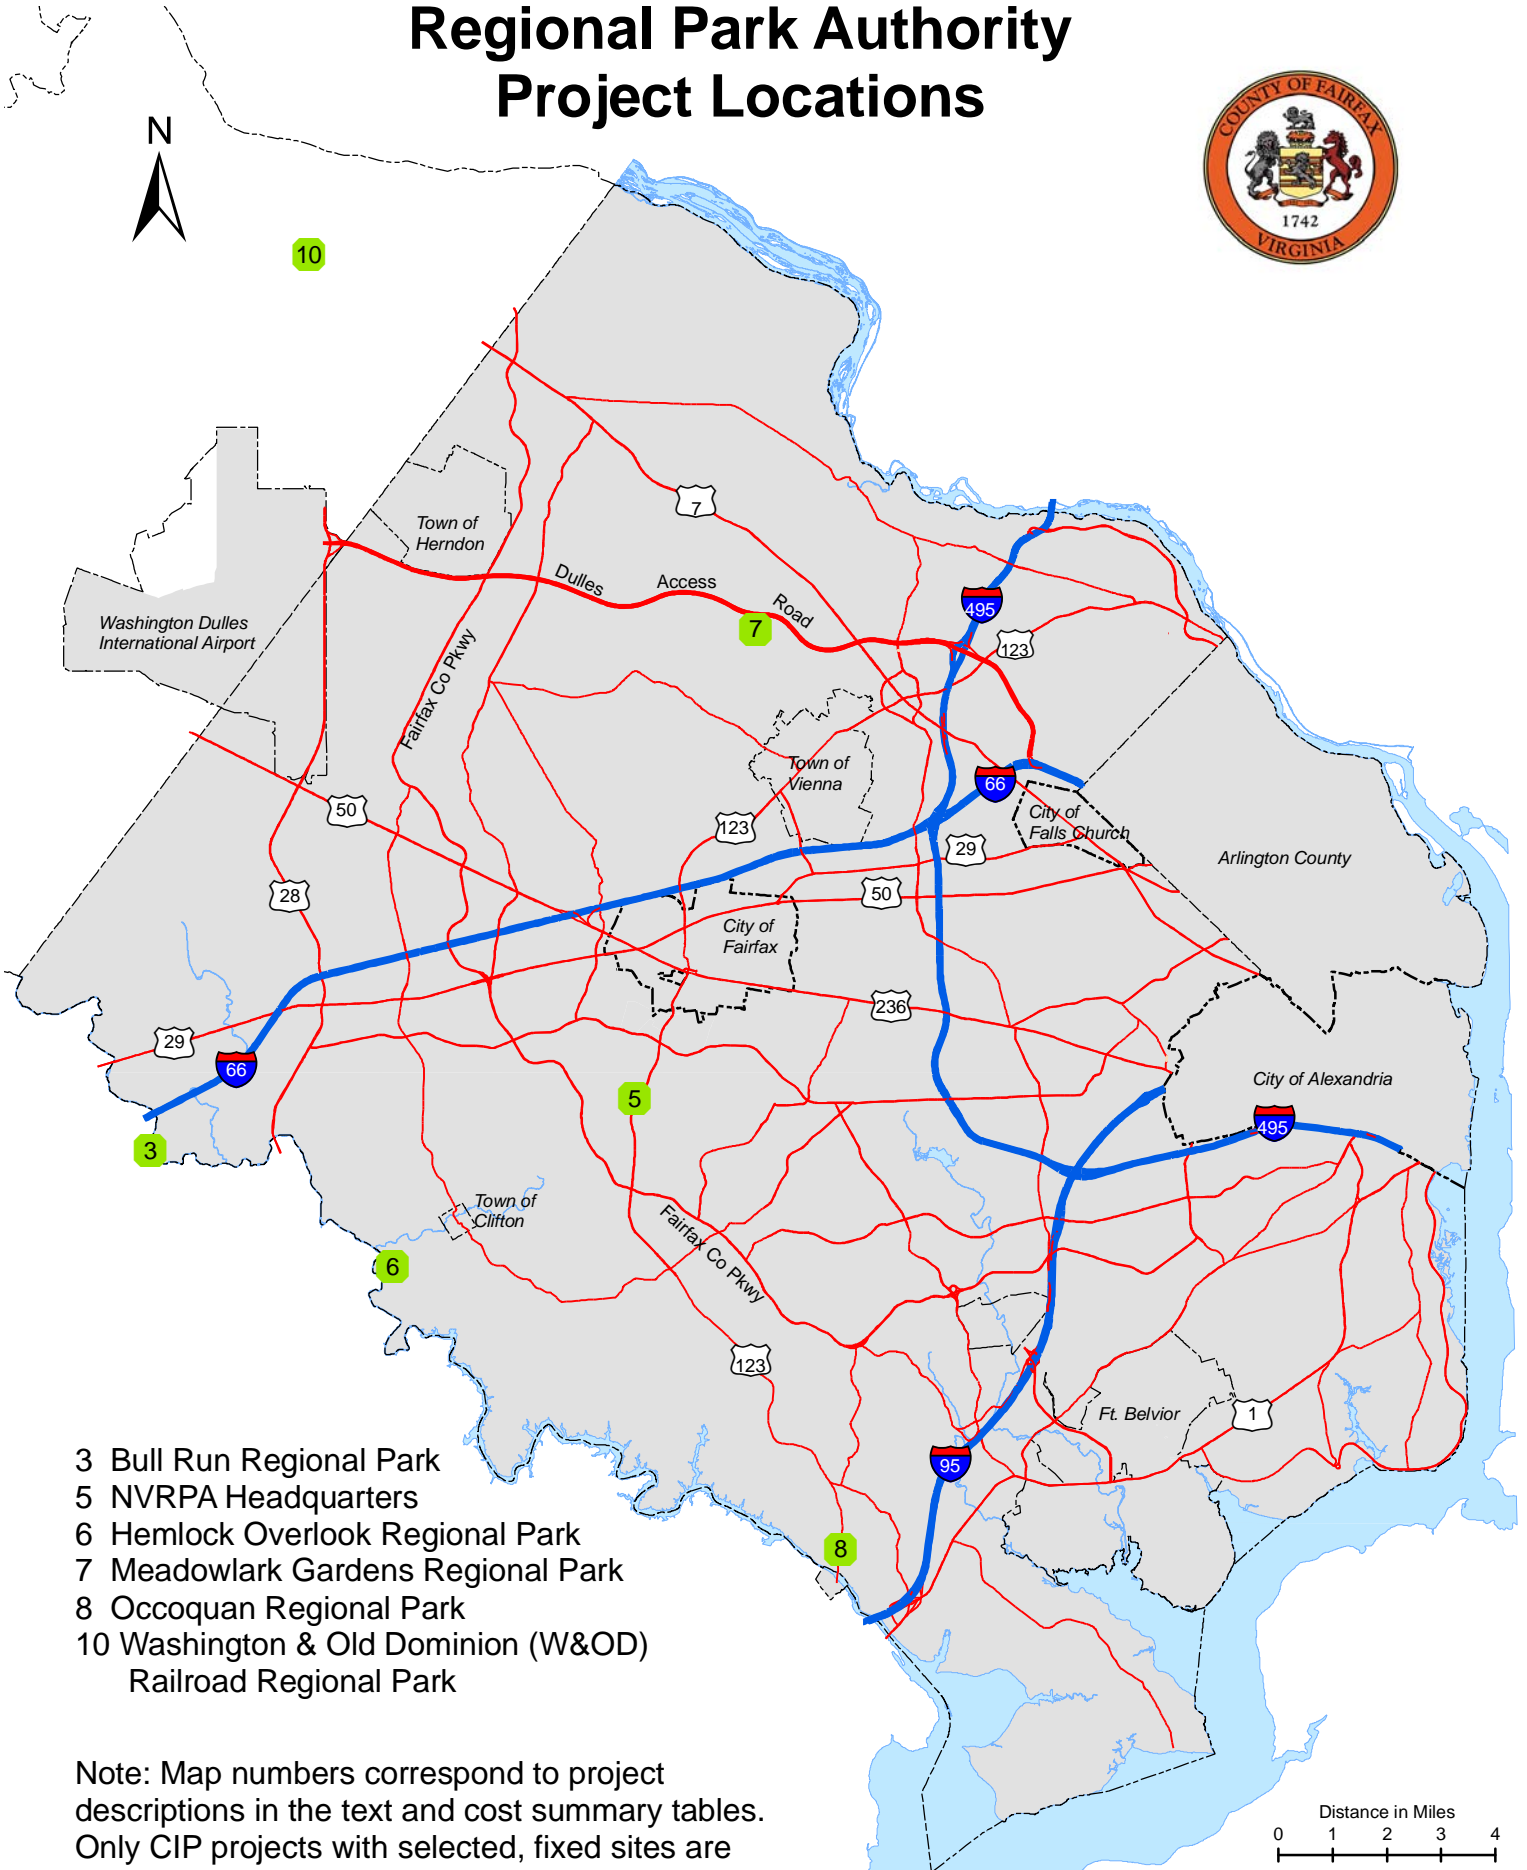 Regional Park Authority
Project Locations
COUNTY OF FAIRFAX
1742
VIRGINIA
N
10
7
Town of
Herndon
Dulles
Access
Road
7
495
123
Washington Dulles
International Airport
Fairfax Co Pkwy
Town of
Vienna
66
50
123
City of
Falls Church
29
Arlington County
28
50
City of
Fairfax
236
29
66
City of Alexandria
5
495
3
Town of
Clifton
Fairfax Co Pkwy
6
123
Ft. Belvior
1
95
8
3 Bull Run Regional Park
5 NVRPA Headquarters
6 Hemlock Overlook Regional Park
7 Meadowlark Gardens Regional Park
8 Occoquan Regional Park
10 Washington & Old Dominion (W&OD)
Railroad Regional Park
Note: Map numbers correspond to project
descriptions in the text and cost summary tables.
Only CIP projects with selected, fixed sites are
Distance in Miles
0 1 2 3 4